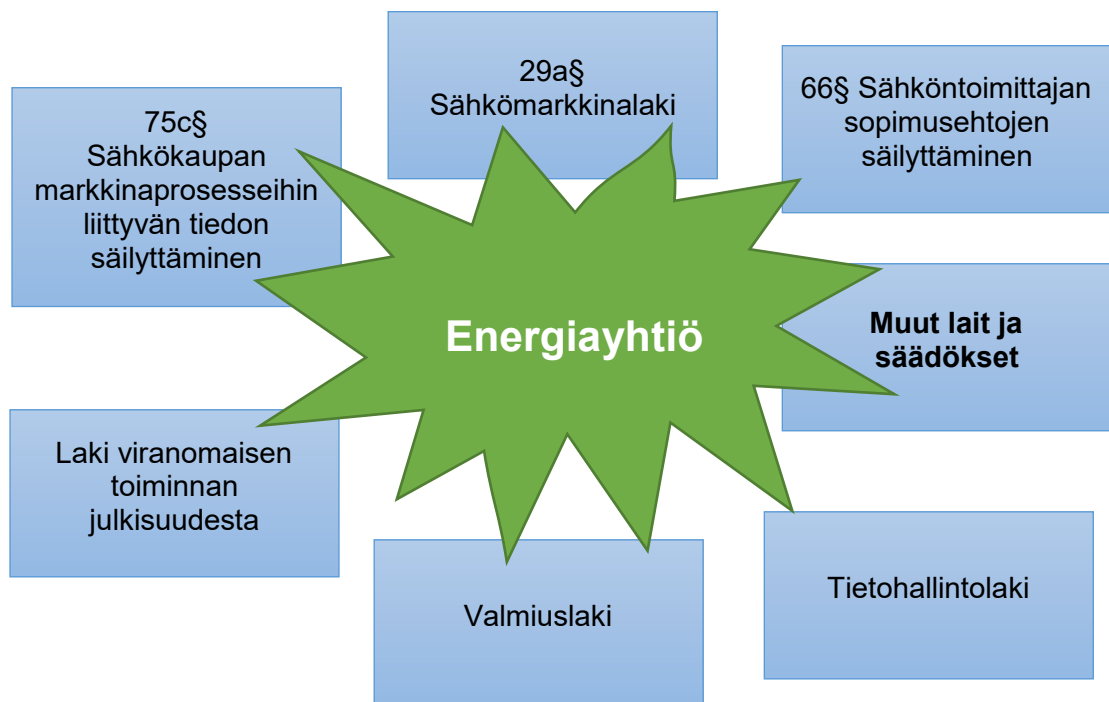 29a§
Sähkömarkkinalaki
75c§
Sähkökaupan
markkinaprosesseihin
liittyvän tiedon
säilyttäminen
66§ Sähköntoimittajan
sopimusehtojen
säilyttäminen
Energiayhtiö
Muut lait ja
säädökset
Laki viranomaisen
toiminnan
julkisuudesta
Valmiuslaki
Tietohallintolaki